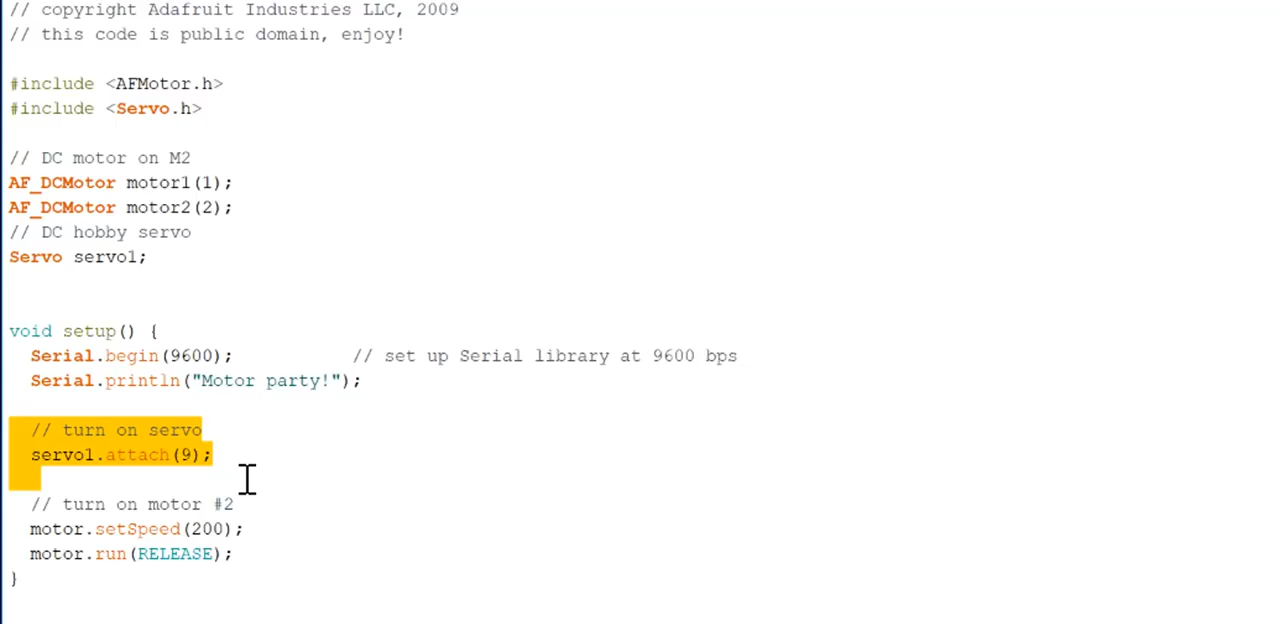 // copyright Adafruit Industries LLC, 2009
// this code is public domain, enjoy!
#include <AFMotor.h>
#include <Servo.h>
// DC motor on M2
AF_DCMotor motor1(1);
AF_DCMotor motor2(2);
// DC hobby servo
Servo servo1;
void setup() {
Serial.begin(9600); // set up Serial library at 9600 bps
Serial.println("Motor party!");
// turn on servo
servo1.attach(9);
// turn on motor #2
motor.setSpeed(200);
motor.run(RELEASE);
}